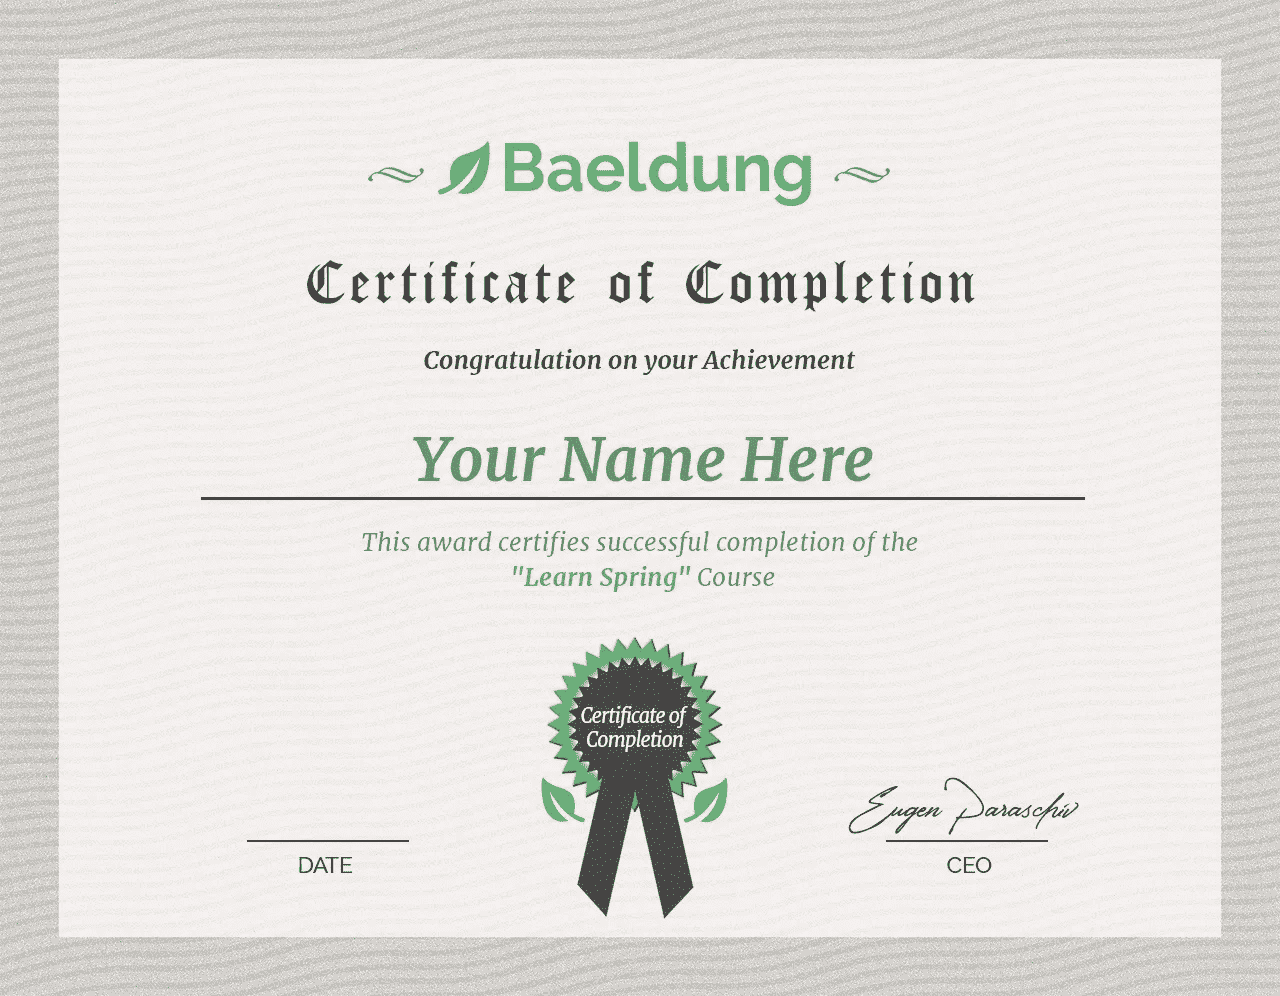 Baeldung
Certificate of Completion
Congratulation on your Achievement
Your Name Here
This award certifies successful completion of the
"Learn Spring" Course
Certificate of
Completion
Eugen Paraschiv
DATE
CEO